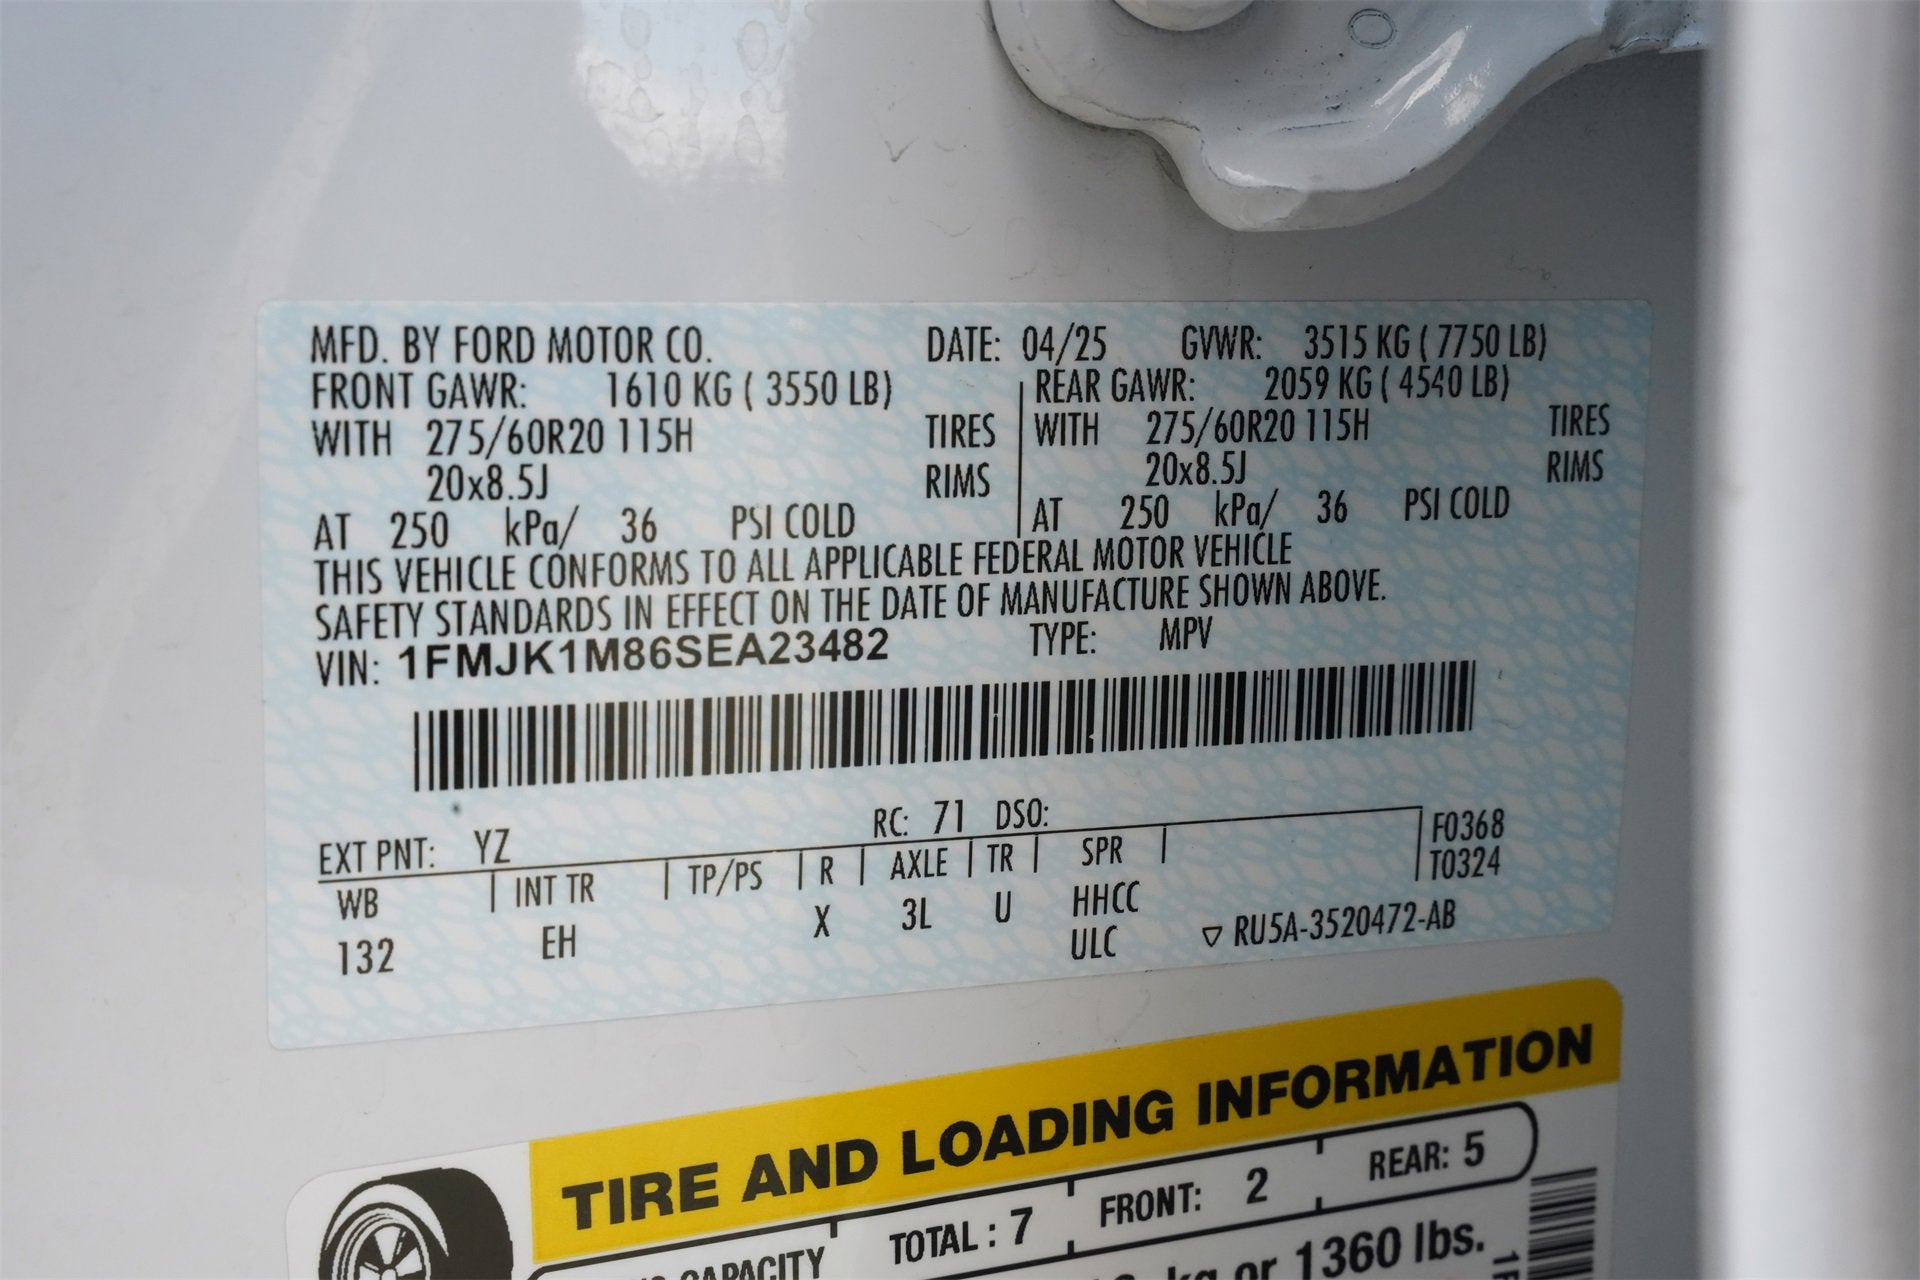 MFD. BY FORD MOTOR CO. DATE: 04/25 GVWR: 3515 KG ( 7750 LB)
FRONT GAWR: 1610 KG ( 3550 LB) REAR GAWR: 2059 KG ( 4540 LB)
WITH 275/60R20 115H TIRES WITH 275/60R20 115H TIRES
20x8.5J RIMS 20x8.5J RIMS
AT 250 kPa/ 36 PSI COLD AT 250 kPa/ 36 PSI COLD
THIS VEHICLE CONFORMS TO ALL APPLICABLE FEDERAL MOTOR VEHICLE
SAFETY STANDARDS IN EFFECT ON THE DATE OF MANUFACTURE SHOWN ABOVE.
VIN: 1FMJK1M86SEA23482 TYPE: MPV
EXT PNT: YZ RC: 71 DSO: F0368
WB INT TR TP/PS R AXLE TR SPR T0324
132 EH X 3L U HHCC
ULC ▽ RU5A-3520472-AB
TIRE AND LOADING INFORMATION
CAPACITY TOTAL : 7 FRONT: 2 REAR: 5
kg or 1360 lbs.